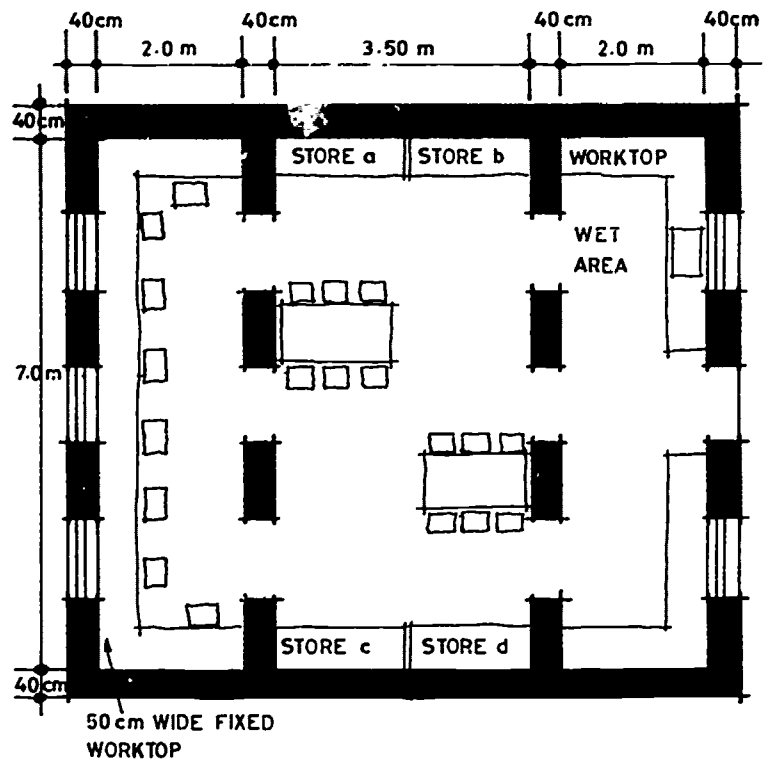 40cm 40cm 40cm 40cm
2.0 m 3.50 m 2.0 m
40cm
STORE a STORE b WORKTOP
WET
AREA
7.0m
STORE c STORE d
40cm
50cm WIDE FIXED
WORKTOP